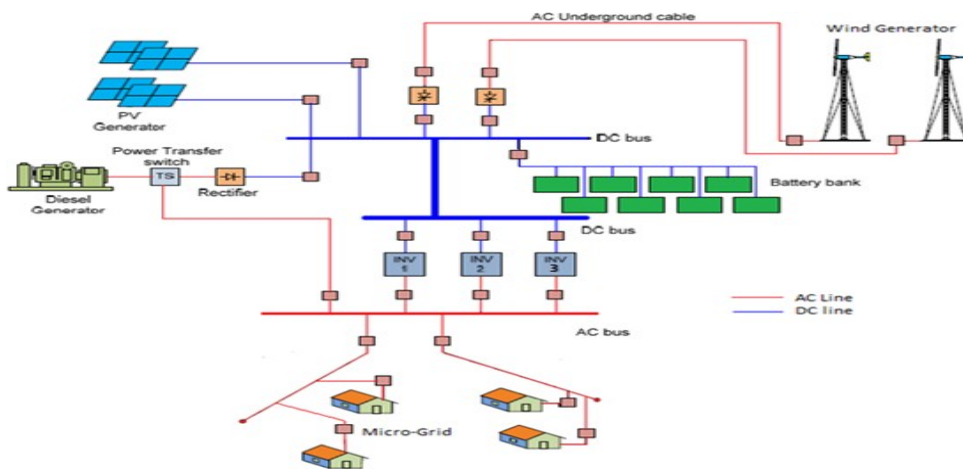 AC Underground cable
Wind Generator
PV
Generator
DC bus
Power Transfer
switch
TS
Rectifier
Diesel
Generator
Battery bank
DC bus
INV
1
INV
2
INV
3
AC Line
DC line
AC bus
Micro-Grid